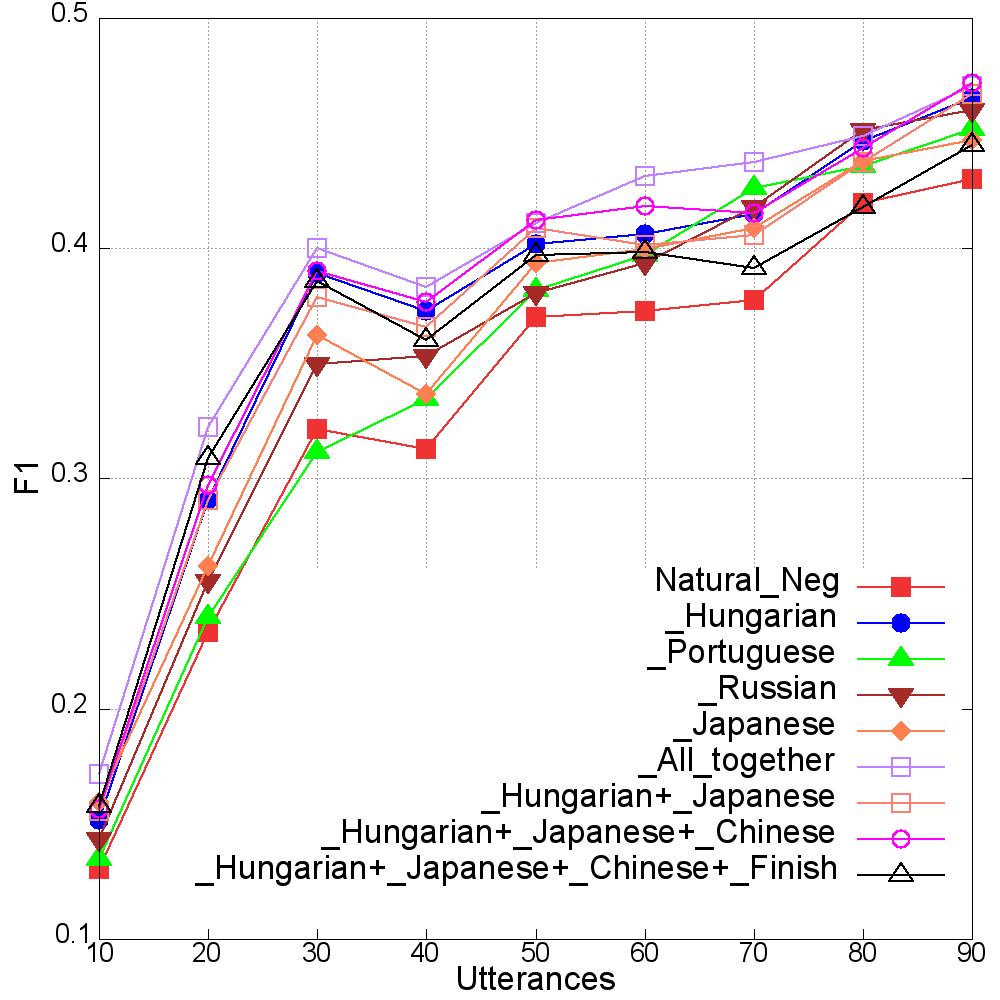 0.5
0.4
0.3
0.2
0.1
F1
Natural_Neg
_Hungarian
_Portuguese
_Russian
_Japanese
_All_together
_Hungarian+_Japanese
_Hungarian+_Japanese+_Chinese
_Hungarian+_Japanese+_Chinese+_Finish
10 20 30 40 50 60 70 80 90
Utterances